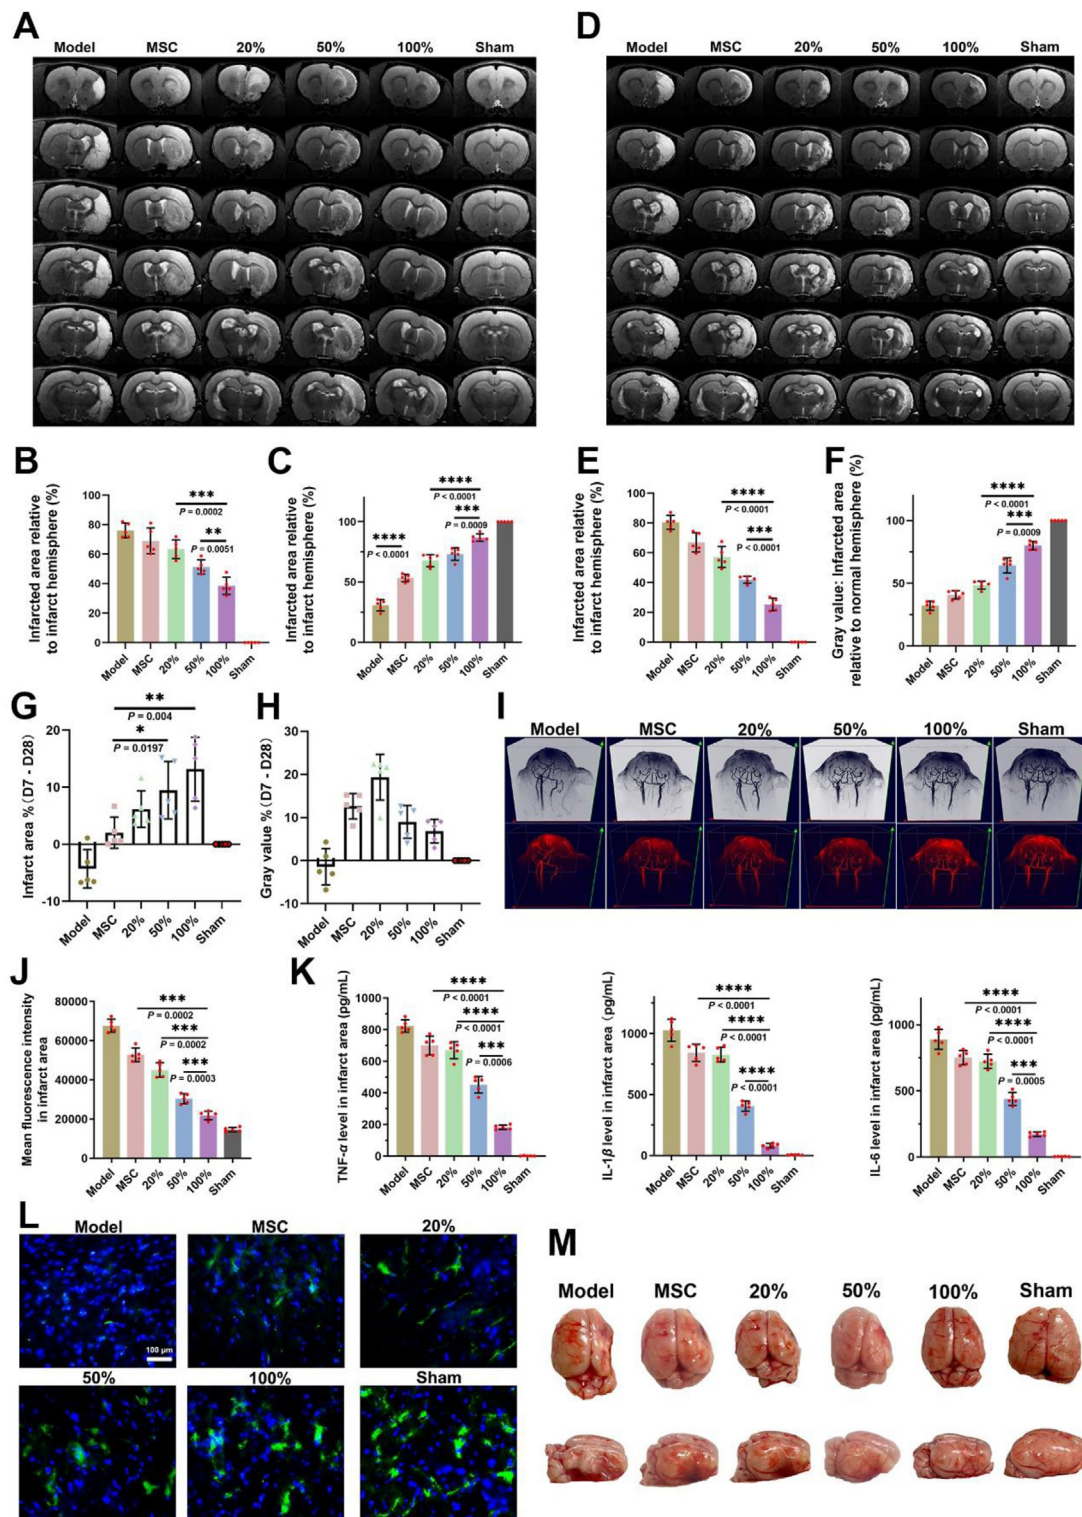 A
Model MSC 20% 50% 100% Sham
D
Model MSC 20% 50% 100% Sham
B
Infarcted area relative
to infarct hemisphere (%)
100
80
60
40
20
0
***
P = 0.0002
**
P = 0.0051
Model MSC 20% 50% 100% Sham
C
Infarcted area relative
to infarct hemisphere (%)
100
50
0
****
P < 0.0001
****
P < 0.0001
***
P = 0.0009
Model MSC 20% 50% 100% Sham
E
Infarcted area relative
to infarct hemisphere (%)
100
80
60
40
20
0
****
P < 0.0001
***
P < 0.0001
Model MSC 20% 50% 100% Sham
F
Gray value: Infarcted area
relative to normal hemisphere (%)
100
50
0
****
P < 0.0001
***
P = 0.0009
Model MSC 20% 50% 100% Sham
G
Infarct area %（D7 - D28）
20
10
0
-10
**
P = 0.004
*
P = 0.0197
Model MSC 20% 50% 100% Sham
H
Gray value %（D7 - D28）
30
20
10
0
-10
Model MSC 20% 50% 100% Sham
I
Model MSC 20% 50% 100% Sham
J
Mean fluorescence intensity
in infarct area
80000
60000
40000
20000
0
***
P = 0.0002
***
P = 0.0002
***
P = 0.0003
Model MSC 20% 50% 100% Sham
K
TNF-α level in infarct area (pg/mL)
1000
800
600
400
200
0
****
P < 0.0001
****
P < 0.0001
***
P = 0.0006
Model MSC 20% 50% 100% Sham
IL-1β level in infarct area（pg/mL）
1000
500
0
****
P < 0.0001
****
P < 0.0001
****
P < 0.0001
Model MSC 20% 50% 100% Sham
IL-6 level in infarct area (pg/mL)
1000
500
0
****
P < 0.0001
****
P < 0.0001
***
P = 0.0005
Model MSC 20% 50% 100% Sham
L
Model MSC 20%
100 μm
50% 100% Sham
M
Model MSC 20% 50% 100% Sham